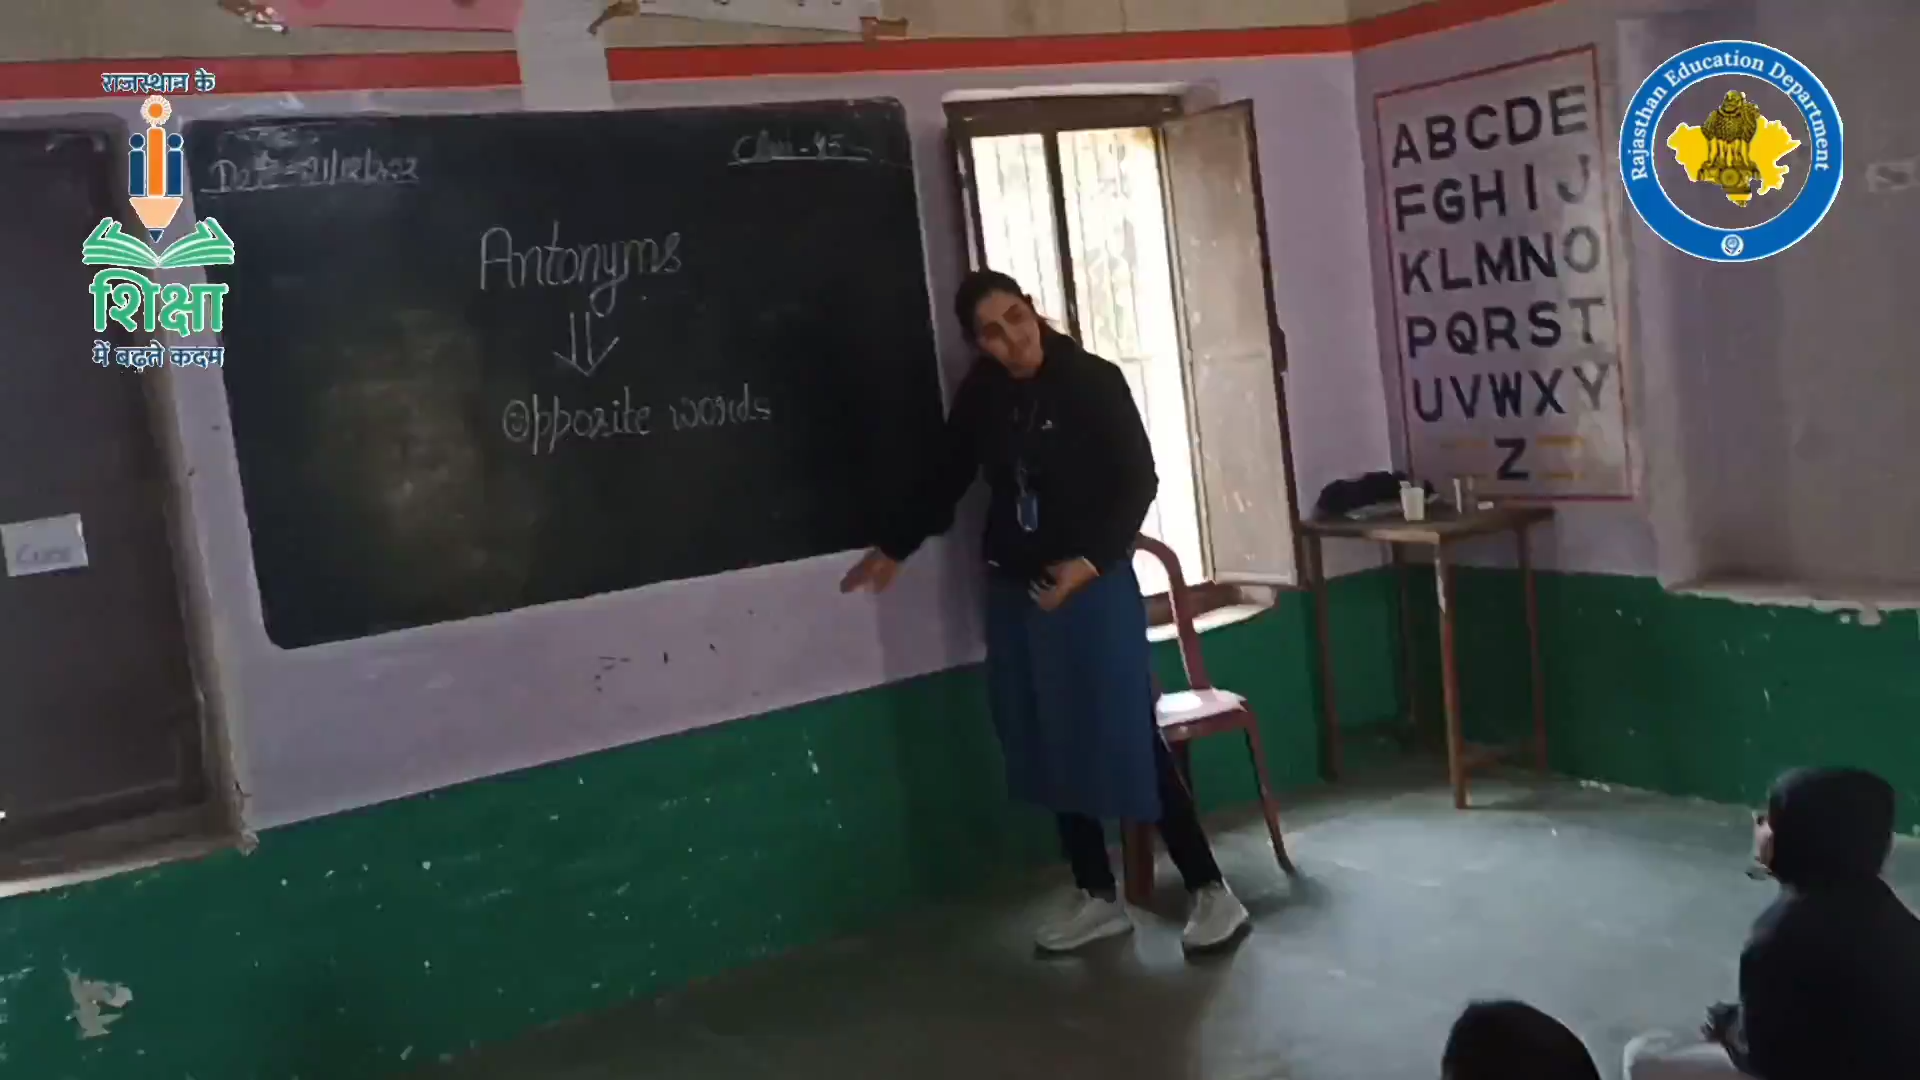 राजस्थान के
शिक्षा
में बढ़ते कदम
Antonyms
Opposite words
ABCDE
FGHIJ
KLMNO
PQRST
UVWXY
Z
Rajasthan Education Department